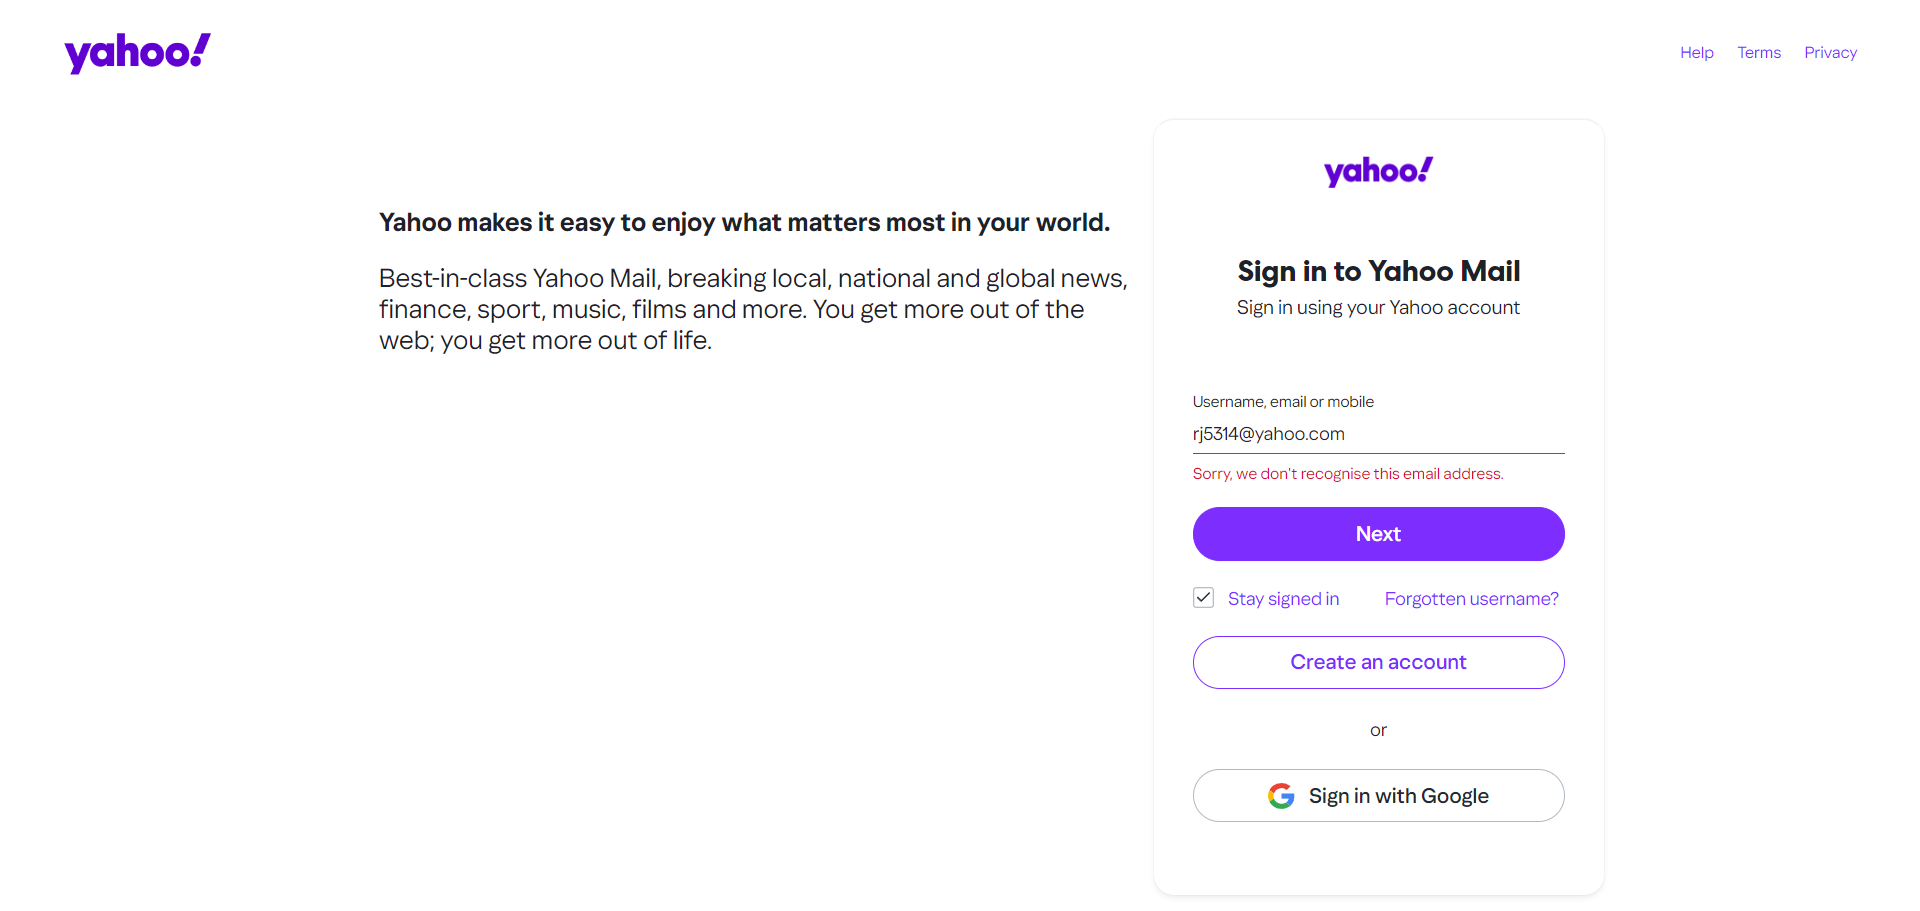 yahoo!
Help Terms Privacy
yahoo!
Yahoo makes it easy to enjoy what matters most in your world.
Best-in-class Yahoo Mail, breaking local, national and global news,
finance, sport, music, films and more. You get more out of the
web; you get more out of life.
Sign in to Yahoo Mail
Sign in using your Yahoo account
Username, email or mobile
rj5314@yahoo.com
Sorry, we don't recognise this email address.
Next
Stay signed in Forgotten username?
Create an account
or
Sign in with Google